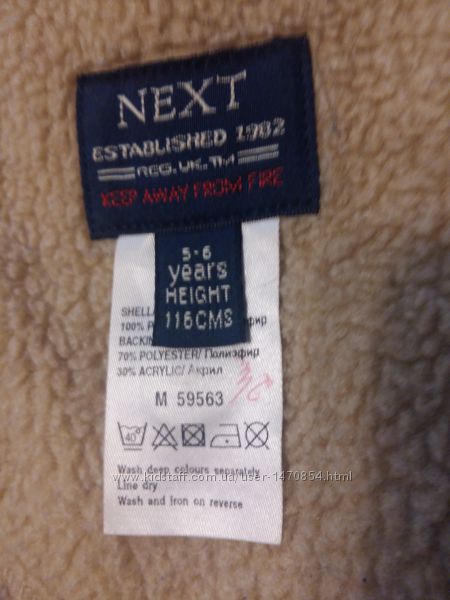 NEXT
ESTABLISHED 1982
REG. UK. TM
KEEP AWAY FROM FIRE
5-6
years
HEIGHT
116CMS
SHELL
100% P
BACKIN
70% POLYESTER/ Полиэфир
30% ACRYLIC/ Акрил
M 59563
40°
Wash deep colours separately
Line dry
Wash and iron on reverse
www.kidstaff.com.ua/user-1470854.html